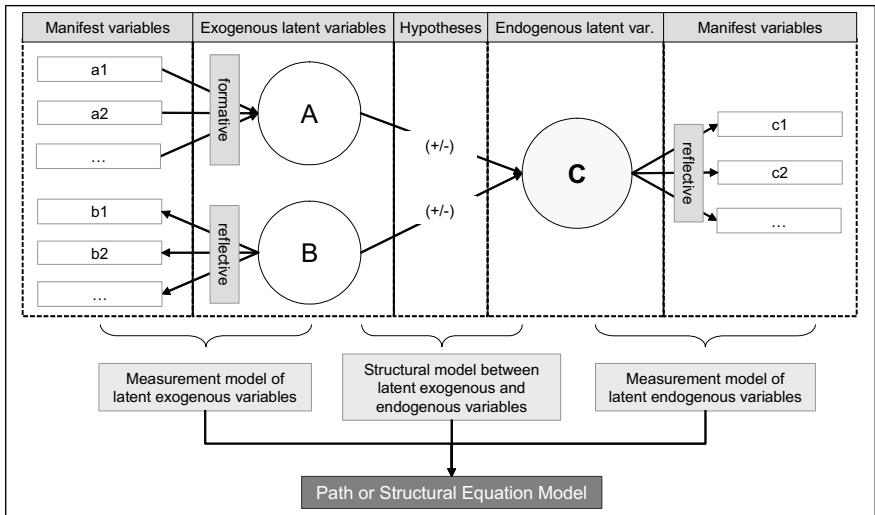 Manifest variables
Exogenous latent variables
Hypotheses
Endogenous latent var.
Manifest variables
a1
a2
…
formative
A
b1
b2
…
reflective
B
(+/-)
(+/-)
C
reflective
c1
c2
…
Measurement model of
latent exogenous variables
Structural model between
latent exogenous and
endogenous variables
Measurement model of
latent endogenous variables
Path or Structural Equation Model